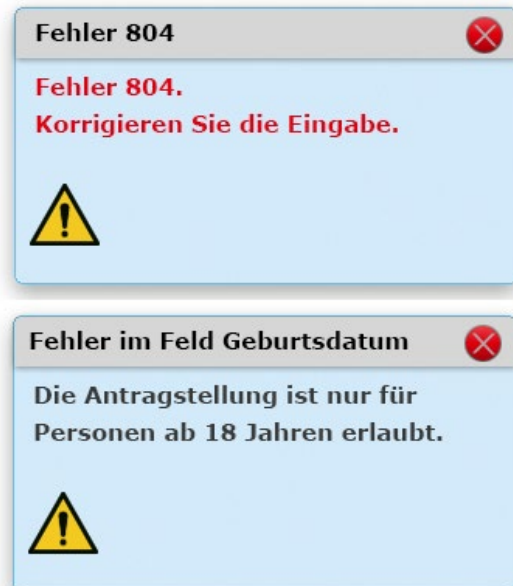 Fehler 804
Fehler 804.
Korrigieren Sie die Eingabe.
Fehler im Feld Geburtsdatum
Die Antragstellung ist nur für
Personen ab 18 Jahren erlaubt.